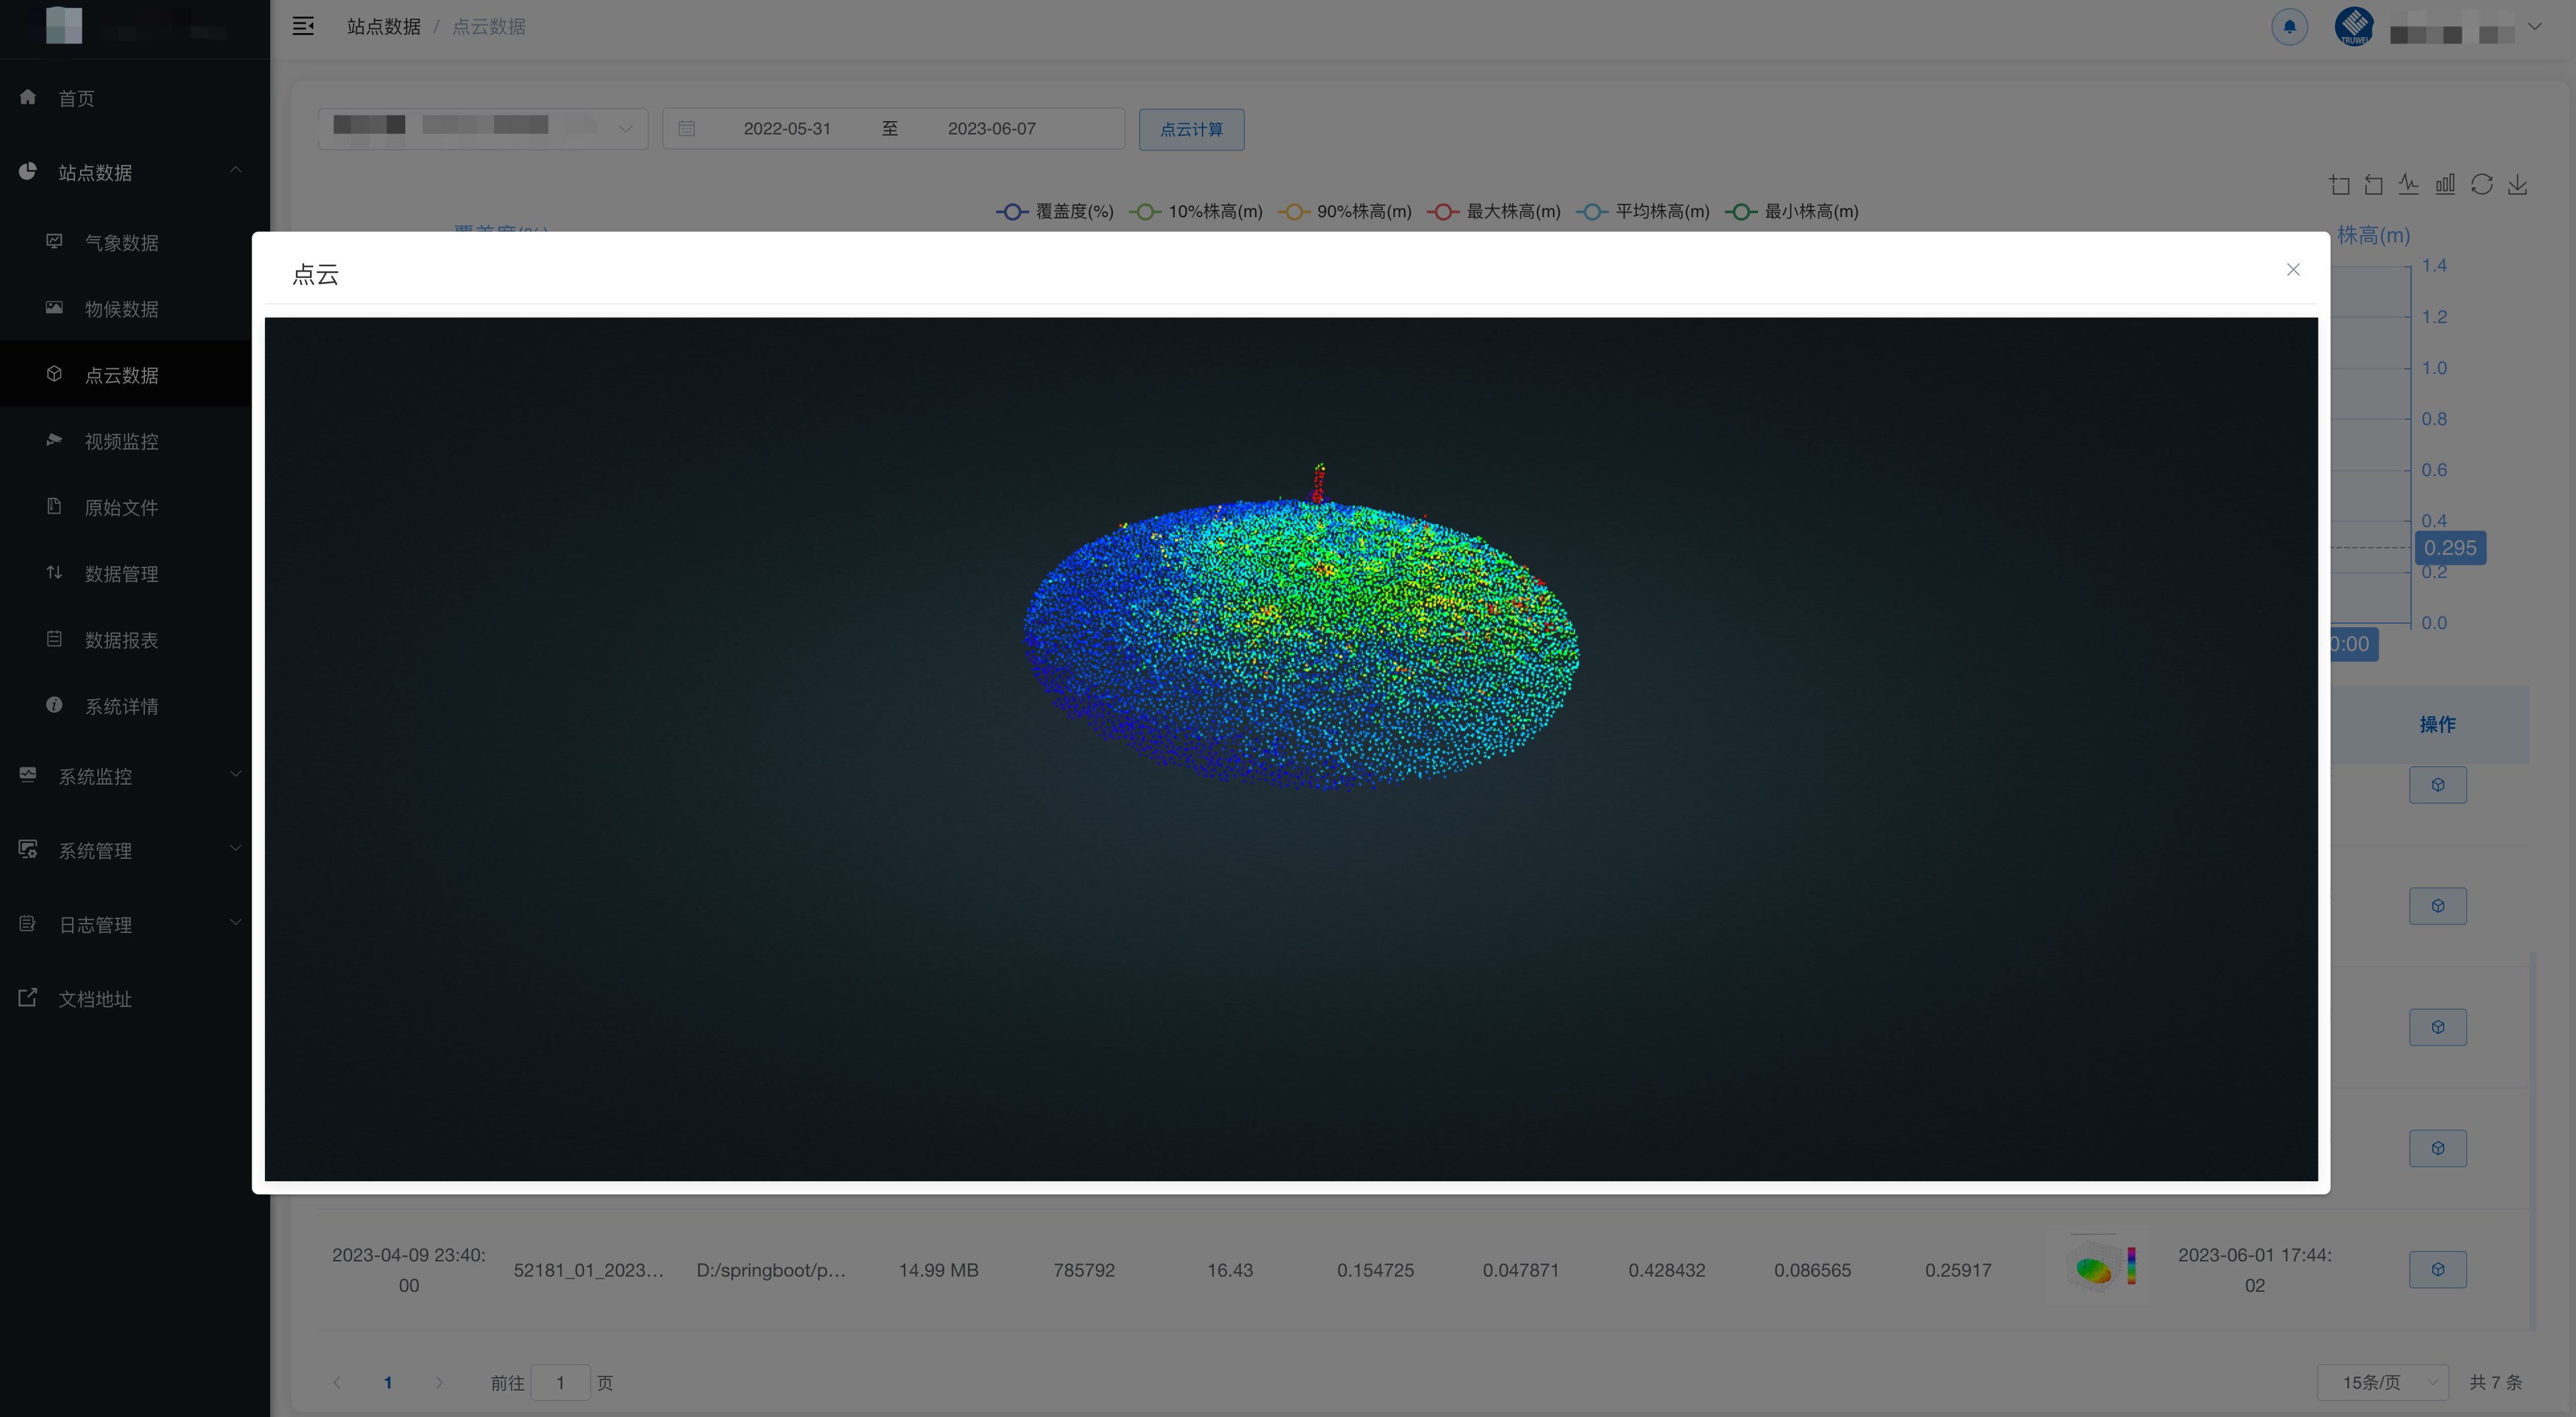 站点数据 / 点云数据
TRUWEL
首页
站点数据
气象数据
物候数据
点云数据
视频监控
原始文件
数据管理
数据报表
系统详情
系统监控
系统管理
日志管理
文档地址
2022-05-31 至 2023-06-07
点云计算
覆盖度(%) 10%株高(m) 90%株高(m) 最大株高(m) 平均株高(m) 最小株高(m)
覆盖度(%)
株高(m)
点云
1.4
1.2
1.0
0.8
0.6
0.4
0.295
0.2
0.0
0:00
操作
2023-04-09 23:40:
00
52181_01_2023...
D:/springboot/p...
14.99 MB
785792
16.43
0.154725
0.047871
0.428432
0.086565
0.25917
2023-06-01 17:44:
02
1
前往 1 页
15条/页
共 7 条